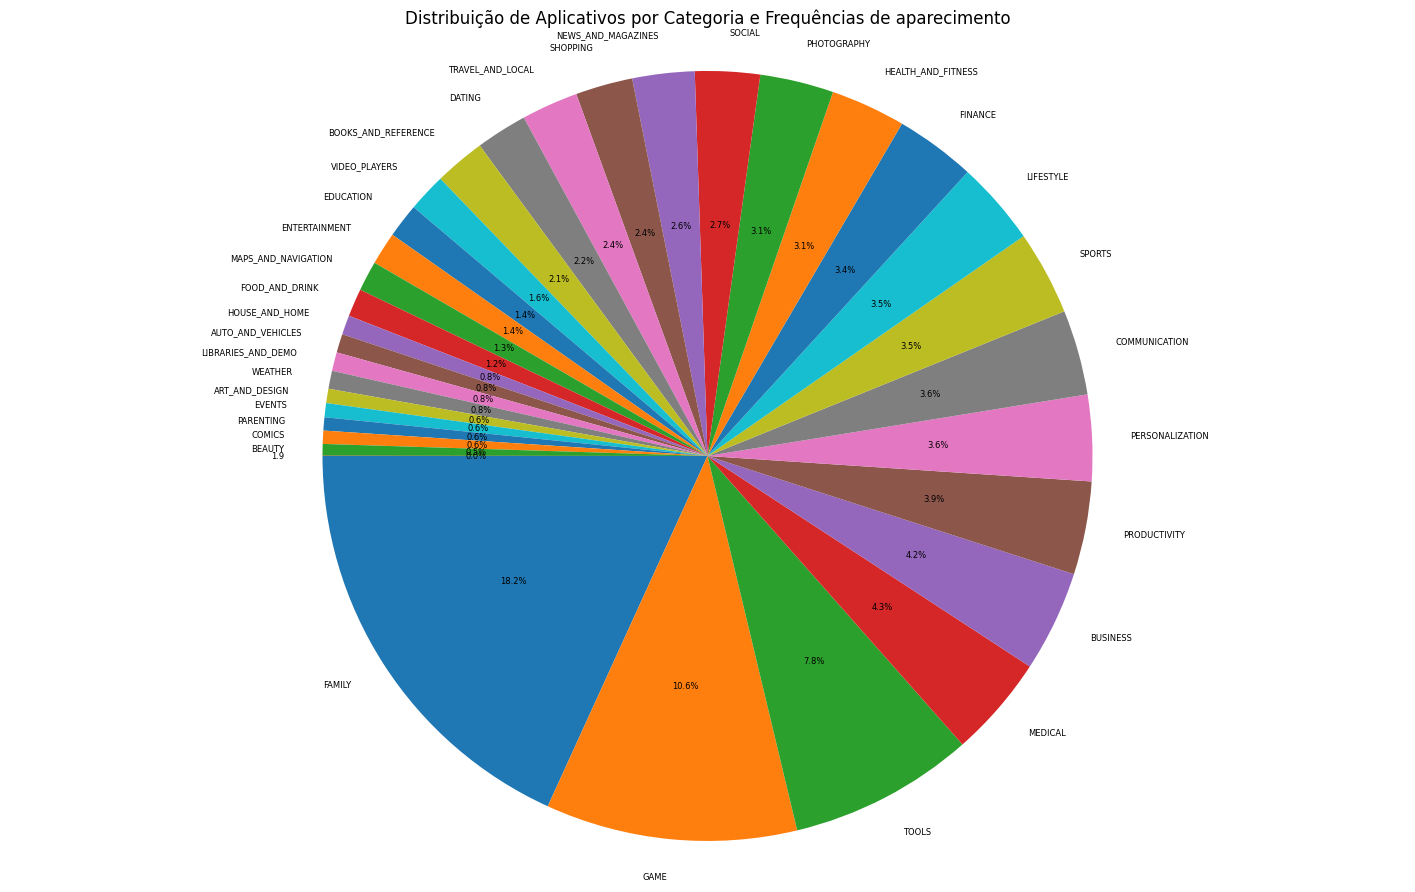 Distribuição de Aplicativos por Categoria e Frequências de aparecimento
FAMILY
18.2%
GAME
10.6%
TOOLS
7.8%
MEDICAL
4.3%
BUSINESS
4.2%
PRODUCTIVITY
3.9%
PERSONALIZATION
3.6%
COMMUNICATION
3.6%
SPORTS
3.5%
LIFESTYLE
3.5%
FINANCE
3.4%
HEALTH_AND_FITNESS
3.1%
PHOTOGRAPHY
3.1%
SOCIAL
2.7%
NEWS_AND_MAGAZINES
2.6%
SHOPPING
2.4%
TRAVEL_AND_LOCAL
2.4%
DATING
2.2%
BOOKS_AND_REFERENCE
2.1%
VIDEO_PLAYERS
1.6%
EDUCATION
1.4%
ENTERTAINMENT
1.4%
MAPS_AND_NAVIGATION
1.3%
FOOD_AND_DRINK
1.2%
HOUSE_AND_HOME
0.8%
AUTO_AND_VEHICLES
0.8%
LIBRARIES_AND_DEMO
0.8%
WEATHER
0.8%
ART_AND_DESIGN
0.6%
EVENTS
0.6%
PARENTING
0.6%
COMICS
0.6%
BEAUTY
1.9
0.0%